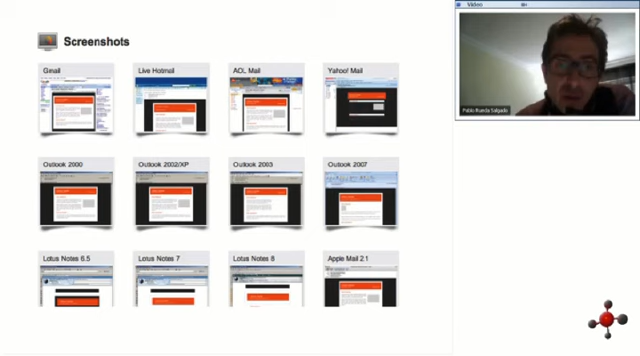 Video
Screenshots
Gmail
Live Hotmail
AOL Mail
Yahoo! Mail
Pablo Rueda Salgado
Outlook 2000
Outlook 2002/XP
Outlook 2003
Outlook 2007
Lotus Notes 6.5
Lotus Notes 7
Lotus Notes 8
Apple Mail 2.1